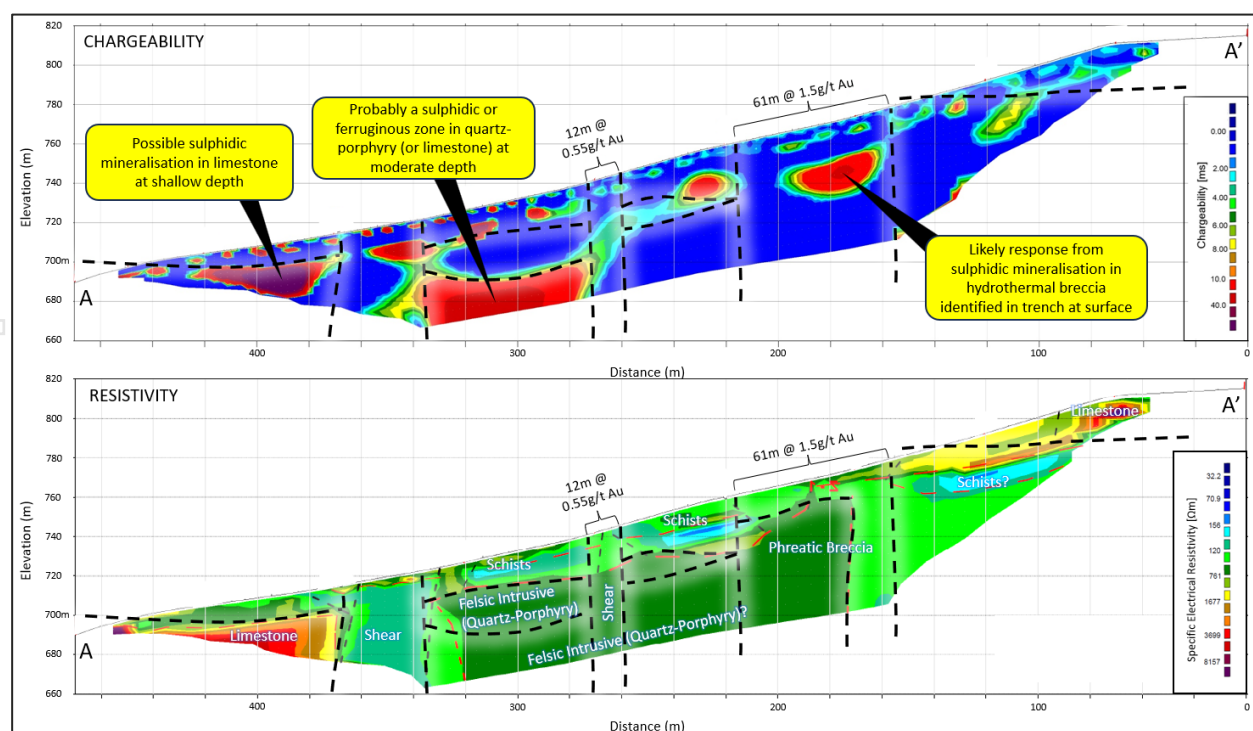 CHARGEABILITY
A'
820
800
780
760
740
720
700m
680
660
Elevation (m)
Possible sulphidic
mineralisation in limestone
at shallow depth
Probably a sulphidic or
ferruginous zone in quartz-
porphyry (or limestone) at
moderate depth
12m @
0.55g/t Au
61m @ 1.5g/t Au
Likely response from
sulphidic mineralisation in
hydrothermal breccia
identified in trench at surface
A
Chargeability [ms]
0.00
2.00
4.00
6.00
8.00
10.0
40.0
400
300
200
100
0
Distance (m)
RESISTIVITY
A'
820
800
780
760
740
720
700m
680
660
Elevation (m)
12m @
0.55g/t Au
61m @ 1.5g/t Au
Limestone
Schists?
Schists
Schists
Phreatic Breccia
Felsic Intrusive
(Quartz-Porphyry)
Shear
Limestone
Shear
Felsic Intrusive (Quartz-Porphyry)?
A
Specific Electrical Resistivity [Ωm]
32.2
70.9
156
120
761
1677
3699
8157
400
300
200
100
0
Distance (m)